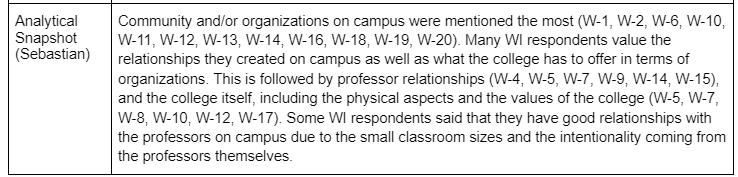 Analytical
Snapshot
(Sebastian)
Community and/or organizations on campus were mentioned the most (W-1, W-2, W-6, W-10,
W-11, W-12, W-13, W-14, W-16, W-18, W-19, W-20). Many WI respondents value the
relationships they created on campus as well as what the college has to offer in terms of
organizations. This is followed by professor relationships (W-4, W-5, W-7, W-9, W-14, W-15),
and the college itself, including the physical aspects and the values of the college (W-5, W-7,
W-8, W-10, W-12, W-17). Some WI respondents said that they have good relationships with
the professors on campus due to the small classroom sizes and the intentionality coming from
the professors themselves.